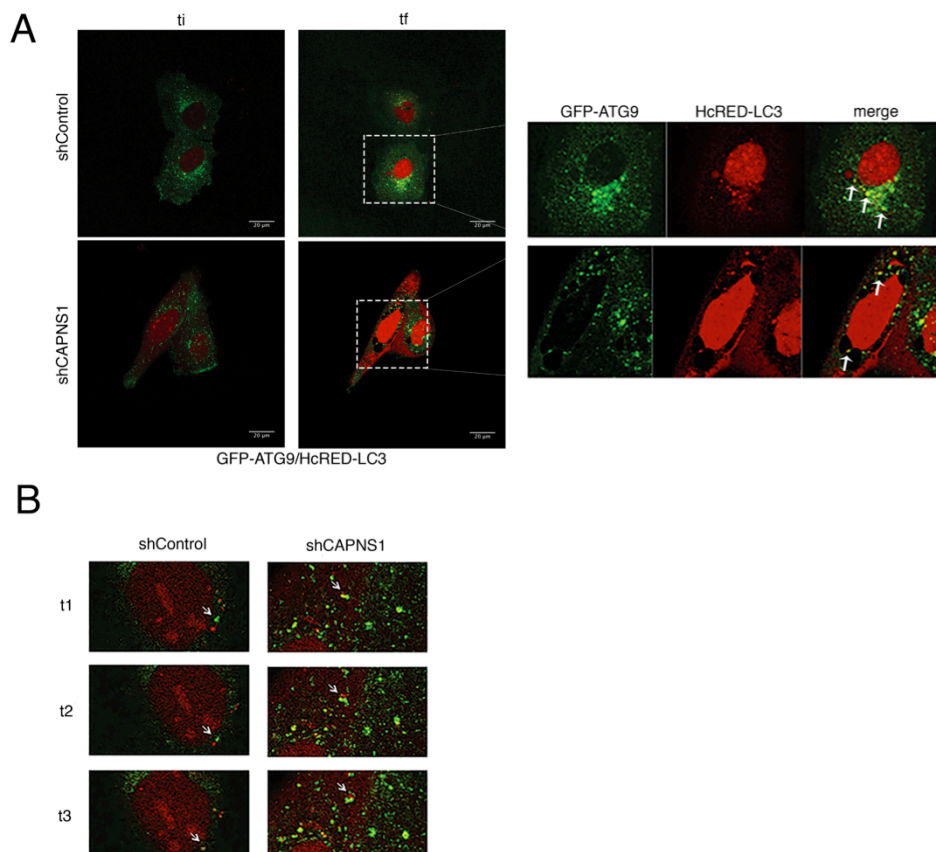 A
ti
tf
shControl
20 µm
20 µm
GFP-ATG9
HcRED-LC3
merge
shCAPNS1
20 µm
20 µm
GFP-ATG9/HcRED-LC3
B
shControl
shCAPNS1
t1
t2
t3